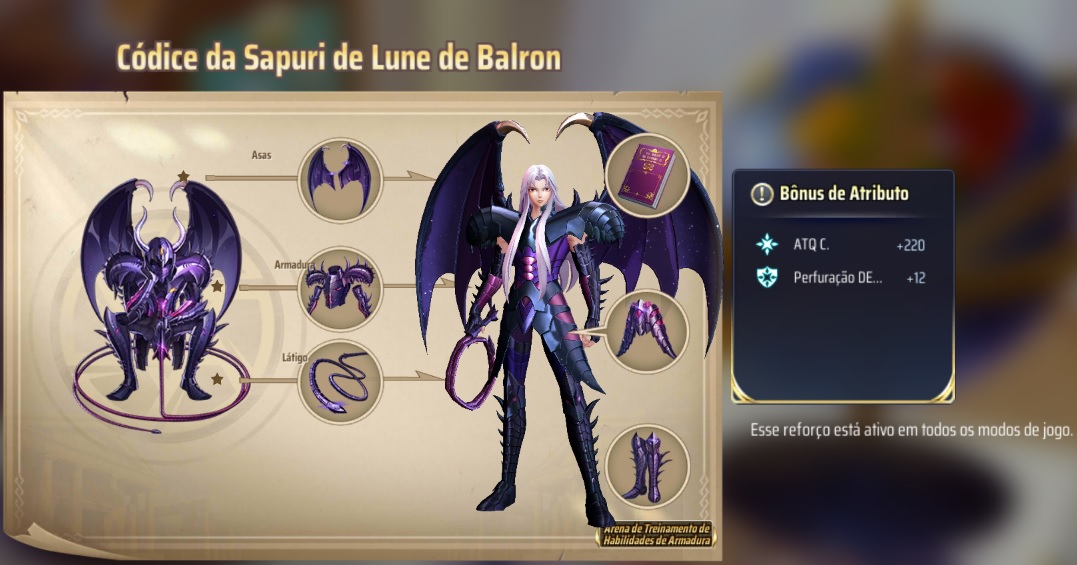 Códice da Sapuri de Lune de Balron
Asas
Armadura
Látigo
Arena de Treinamento de
Habilidades de Armadura
Bônus de Atributo
ATQ C. +220
Perfuração DE... +12
Esse reforço está ativo em todos os modos de jogo.